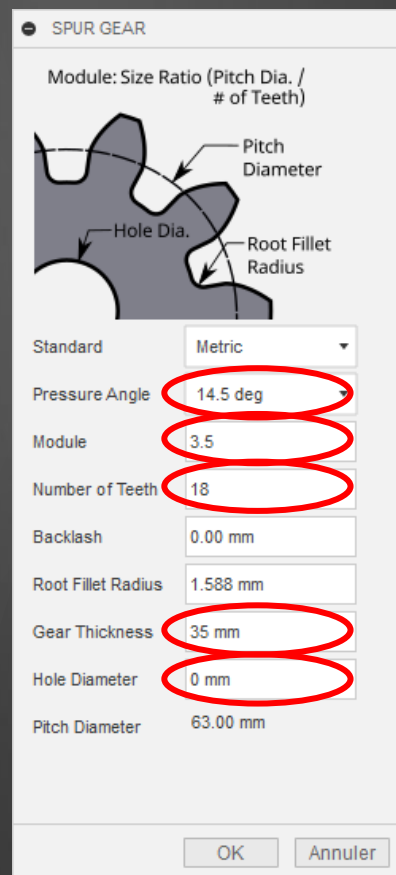 SPUR GEAR
Module: Size Ratio (Pitch Dia. /
# of Teeth)
Pitch
Diameter
Hole Dia.
Root Fillet
Radius
Standard Metric
Pressure Angle 14.5 deg
Module 3.5
Number of Teeth 18
Backlash 0.00 mm
Root Fillet Radius 1.588 mm
Gear Thickness 35 mm
Hole Diameter 0 mm
Pitch Diameter 63.00 mm
OK Annuler